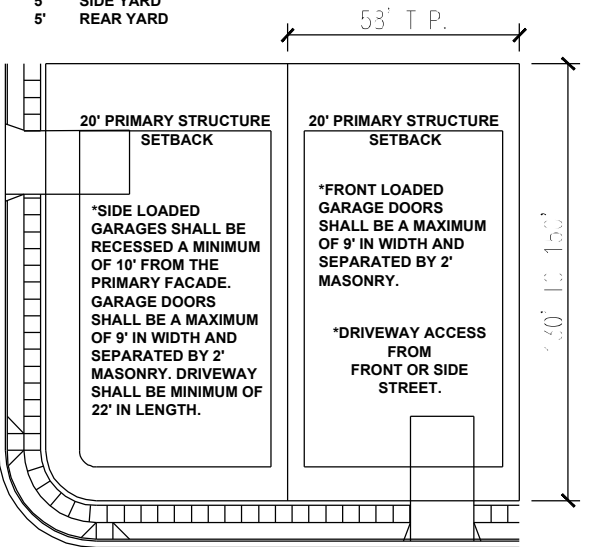 5' SIDE YARD
5' REAR YARD
T P.
20' PRIMARY STRUCTURE
SETBACK
*SIDE LOADED
GARAGES SHALL BE
RECESSED A MINIMUM
OF 10' FROM THE
PRIMARY FACADE.
GARAGE DOORS
SHALL BE A MAXIMUM
OF 9' IN WIDTH AND
SEPARATED BY 2'
MASONRY. DRIVEWAY
SHALL BE MINIMUM OF
22' IN LENGTH.
20' PRIMARY STRUCTURE
SETBACK
*FRONT LOADED
GARAGE DOORS
SHALL BE A MAXIMUM
OF 9' IN WIDTH AND
SEPARATED BY 2'
MASONRY.
*DRIVEWAY ACCESS
FROM
FRONT OR SIDE
STREET.